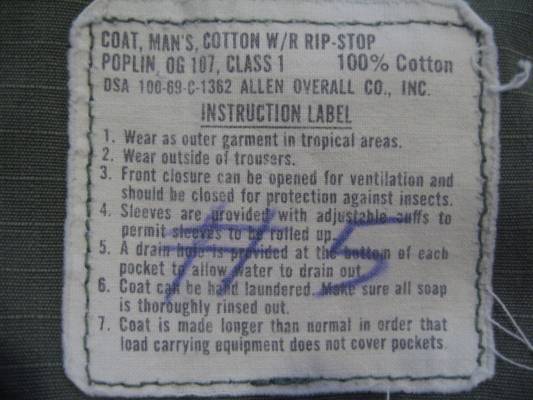 COAT, MAN'S, COTTON W/R RIP-STOP
POPLIN, OG 107, CLASS 1 100% Cotton
DSA 100-69-C-1362 ALLEN OVERALL CO., INC.
INSTRUCTION LABEL
1. Wear as outer garment in tropical areas.
2. Wear outside of trousers.
3. Front closure can be opened for ventilation and
should be closed for protection against insects.
4. Sleeves are provided with adjustable cuffs to
permit sleeves to be rolled up.
5. A drain hole is provided at the bottom of each
pocket to allow water to drain out.
6. Coat can be hand laundered. Make sure all soap
is thoroughly rinsed out.
7. Coat is made longer than normal in order that
load carrying equipment does not cover pockets.
H 5